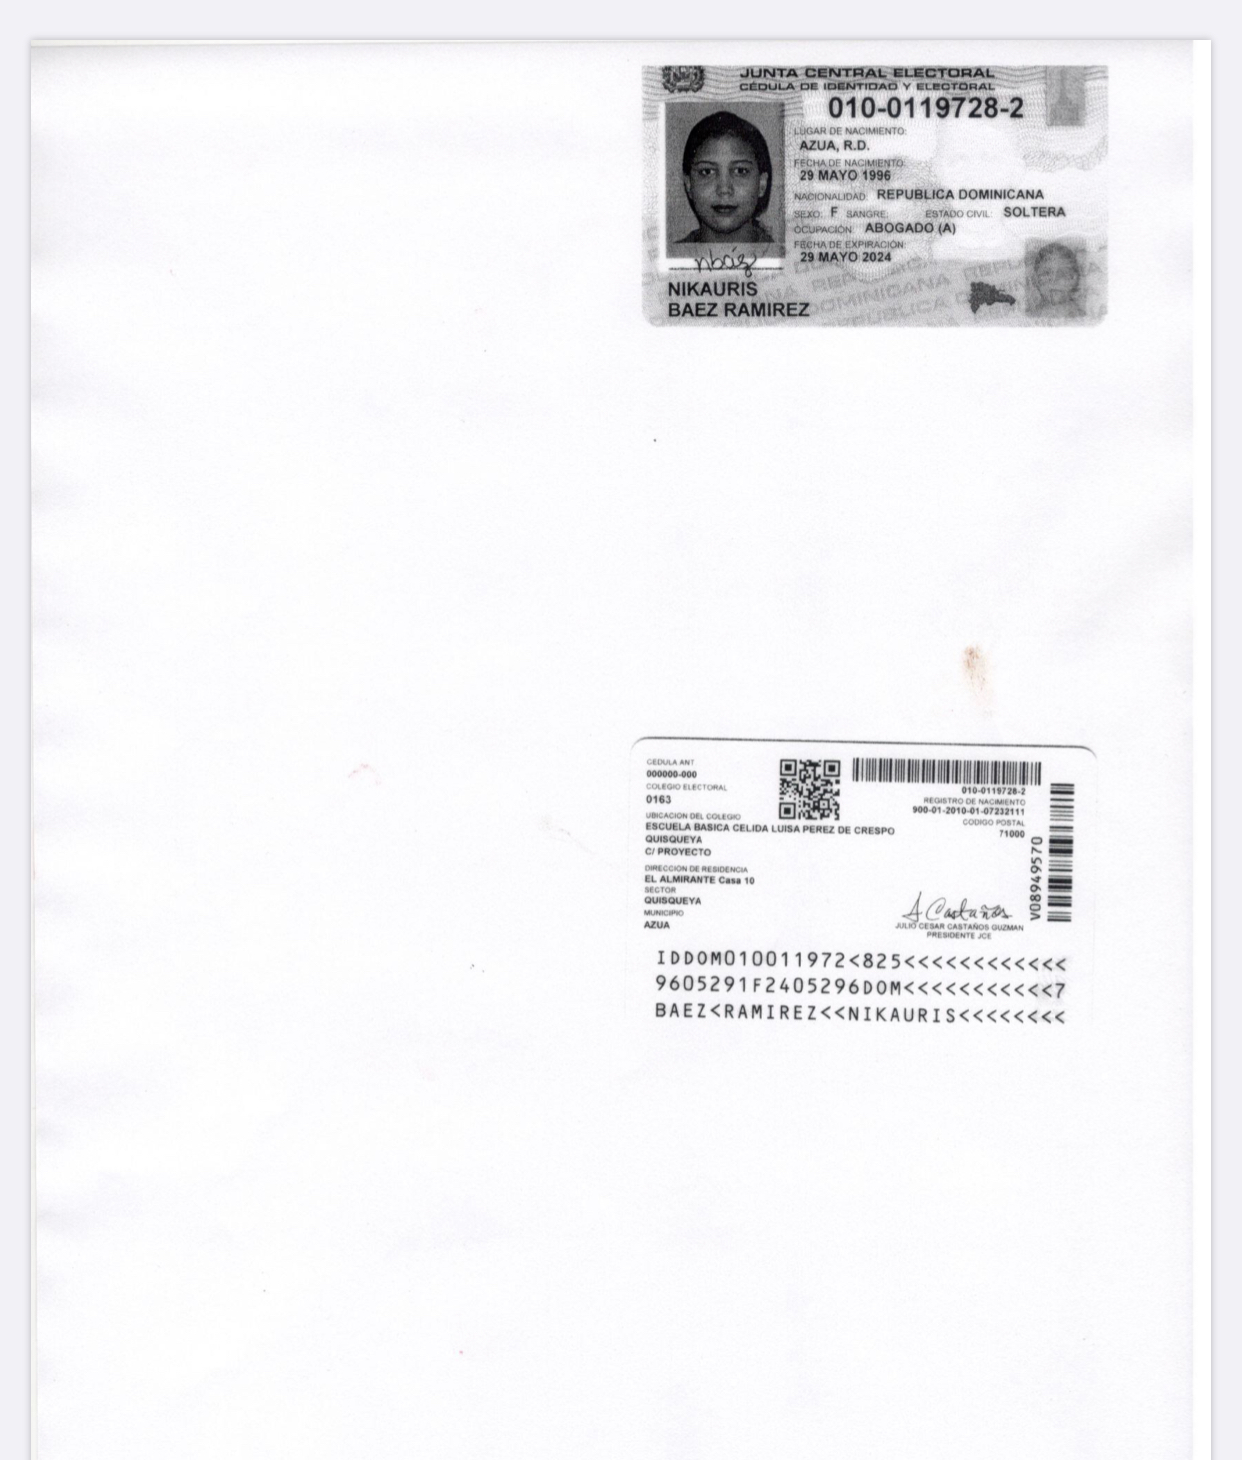 JUNTA CENTRAL ELECTORAL
CÉDULA DE IDENTIDAD Y ELECTORAL
010-0119728-2
LUGAR DE NACIMIENTO:
AZUA, R.D.
FECHA DE NACIMIENTO:
29 MAYO 1996
NACIONALIDAD: REPUBLICA DOMINICANA
SEXO: F SANGRE: ESTADO CIVIL: SOLTERA
OCUPACIÓN: ABOGADO (A)
FECHA DE EXPIRACIÓN:
29 MAYO 2024
nbaez
NIKAURIS
BAEZ RAMIREZ
CEDULA ANT
000000-000
COLEGIO ELECTORAL
0163
UBICACION DEL COLEGIO
ESCUELA BASICA CELIDA LUISA PEREZ DE CRESPO
QUISQUEYA
C/ PROYECTO
DIRECCION DE RESIDENCIA
EL ALMIRANTE Casa 10
SECTOR
QUISQUEYA
MUNICIPIO
AZUA
010-0119728-2
REGISTRO DE NACIMIENTO
900-01-2010-01-07232111
CODIGO POSTAL
71000
V08949570
J Castaños
JULIO CESAR CASTAÑOS GUZMAN
PRESIDENTE JCE
IDDOM010011972<825<<<<<<<<<<<<
9605291F2405296DOM<<<<<<<<<<<7
BAEZ<RAMIREZ<<NIKAURIS<<<<<<<<